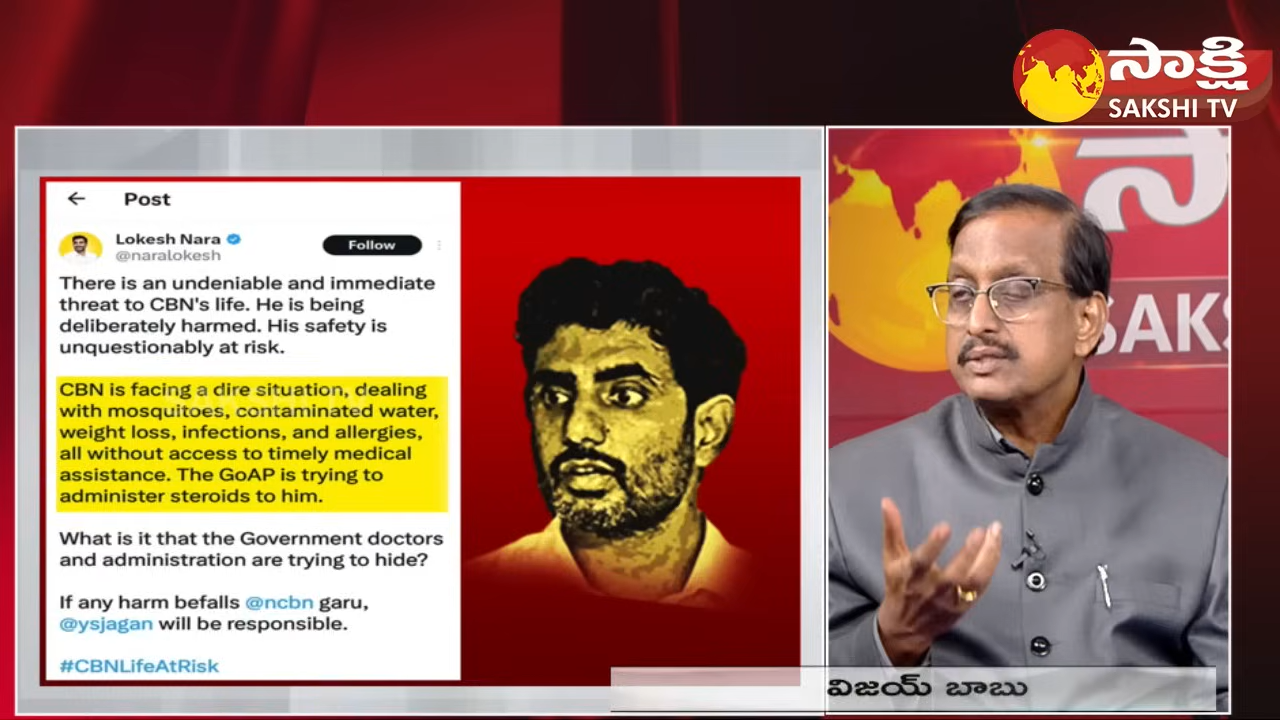 సాక్షి
SAKSHI TV
Post
Lokesh Nara
@naralokesh
Follow
There is an undeniable and immediate
threat to CBN's life. He is being
deliberately harmed. His safety is
unquestionably at risk.
CBN is facing a dire situation, dealing
with mosquitoes, contaminated water,
weight loss, infections, and allergies,
all without access to timely medical
assistance. The GoAP is trying to
administer steroids to him.
What is it that the Government doctors
and administration are trying to hide?
If any harm befalls @ncbn garu,
@ysjagan will be responsible.
#CBNLifeAtRisk
సా
SAKS
విజయ్ బాబు